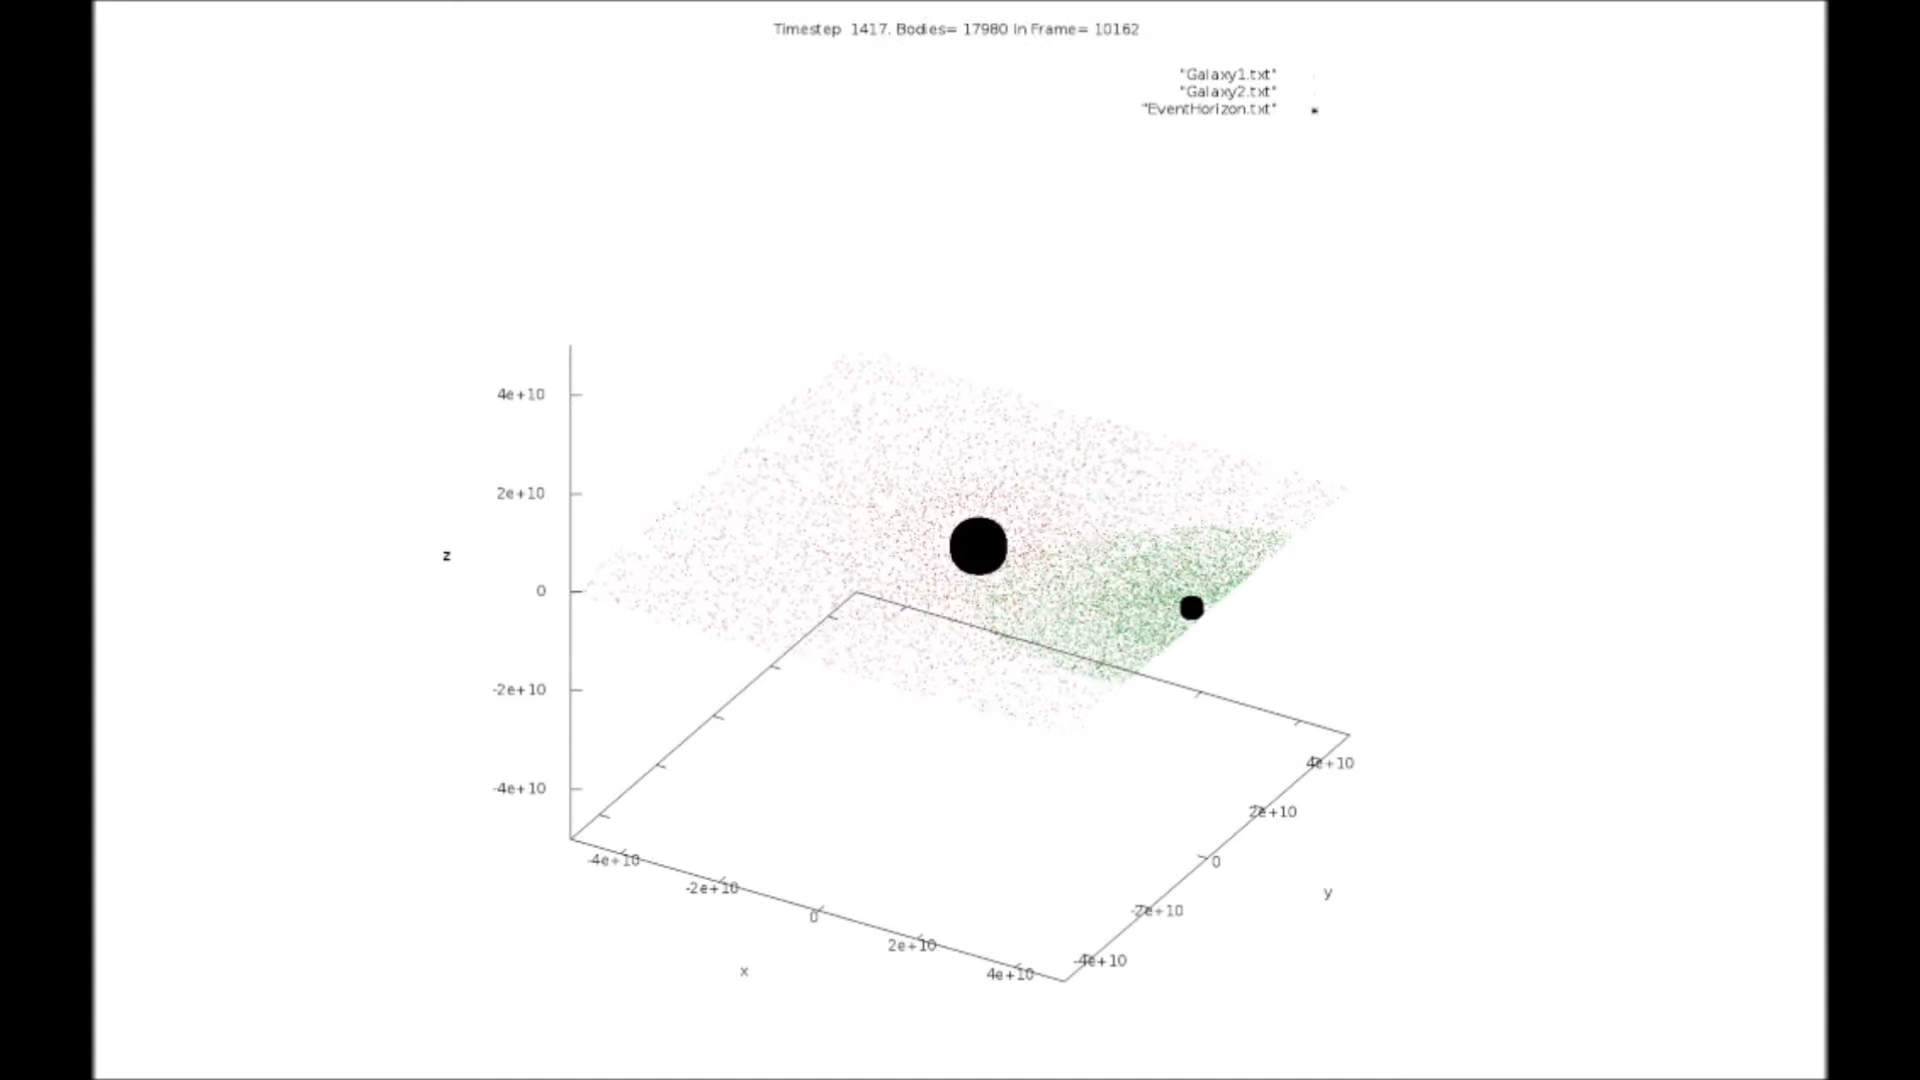 Timestep 1417. Bodies= 17980 In Frame= 10162
"Galaxy1.txt"
"Galaxy2.txt"
"EventHorizon.txt"
4e+10
2e+10
z
0
-2e+10
-4e+10
-4e+10
-2e+10
0
2e+10
4e+10
x
4e+10
2e+10
0
y
-2e+10
-4e+10